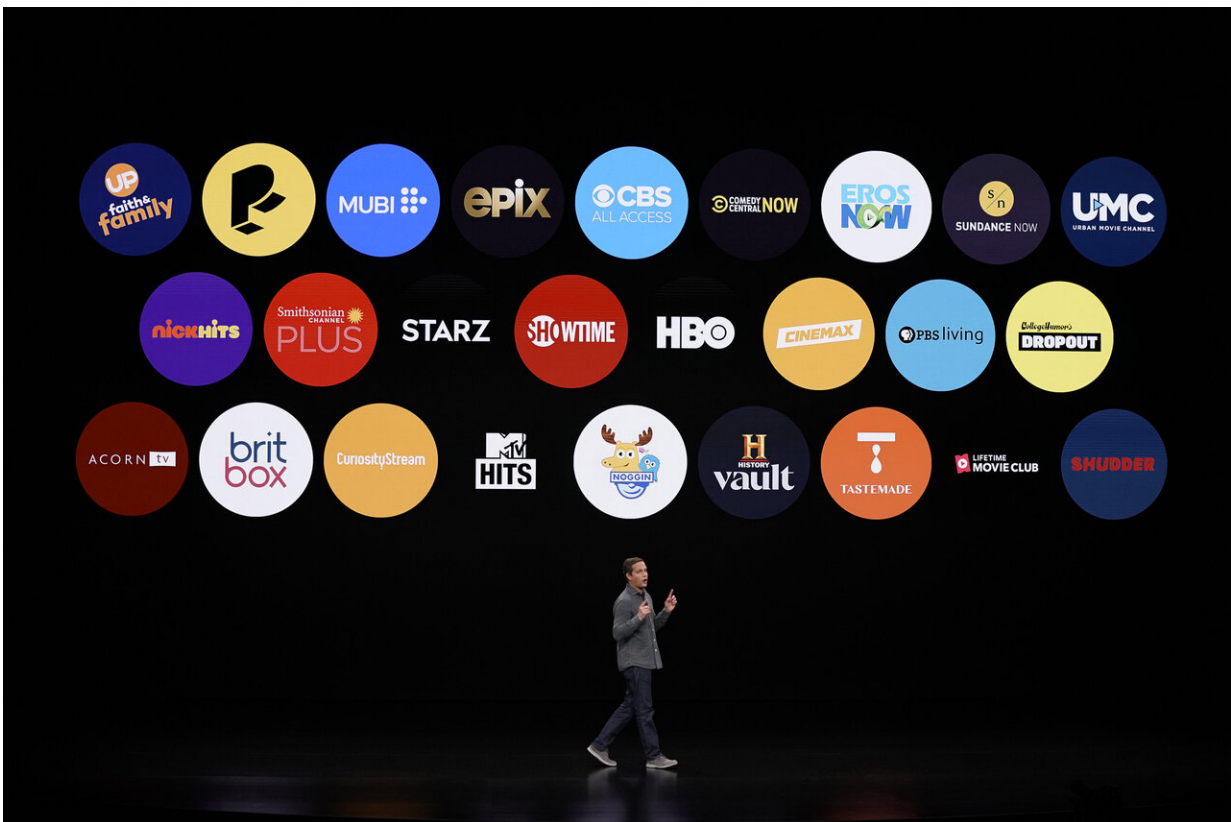 UP
faith&
family
P
MUBI
epix
CBS
ALL ACCESS
COMEDY
CENTRAL NOW
EROS
NOW
s/n
SUNDANCE NOW
UMC
URBAN MOVIE CHANNEL
nickHiTS
Smithsonian
CHANNEL
PLUS
STARZ
SHOWTIME
HBO
CINEMAX
PBS living
CollegeHumor's
DROPOUT
ACORN tv
brit
box
CuriosityStream
MTV
HITS
NOGGIN
H
HISTORY
vault
T
TASTEMADE
LIFETIME
MOVIE CLUB
SHUDDER